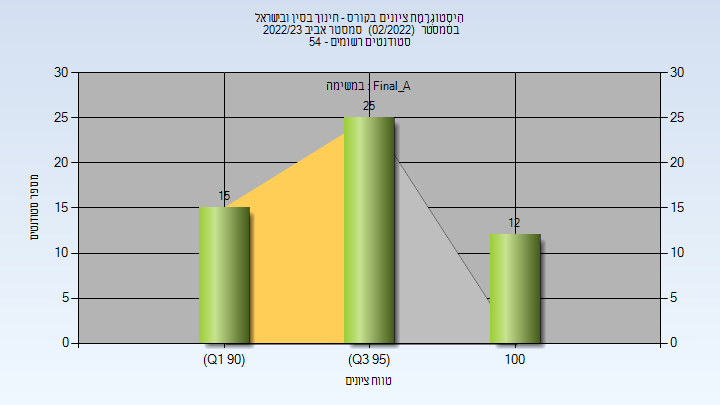 היסטוגרמת ציונים בקורס - חינוך בסין ובישראל
בסמסטר (02/2022) סמסטר אביב 2022/23
סטודנטים רשומים - 54
במשימה : Final_A
30 30
25 25
20 20
15 15
10 10
5 5
0 0
15
25
12
מספר סטודנטים
(Q1 90) (Q3 95) 100
טווח ציונים